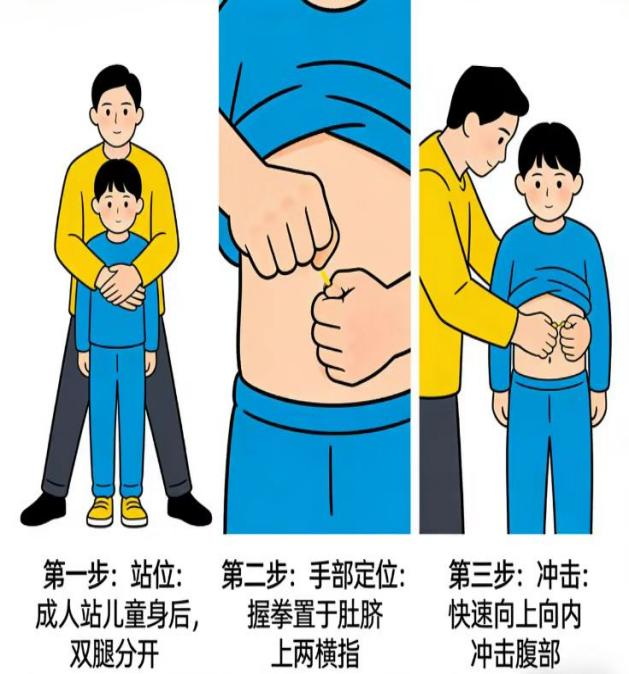 第一步：站位：
成人站儿童身后，
双腿分开
第二步：手部定位：
握拳置于肚脐
上两横指
第三步：冲击：
快速向上向内
冲击腹部